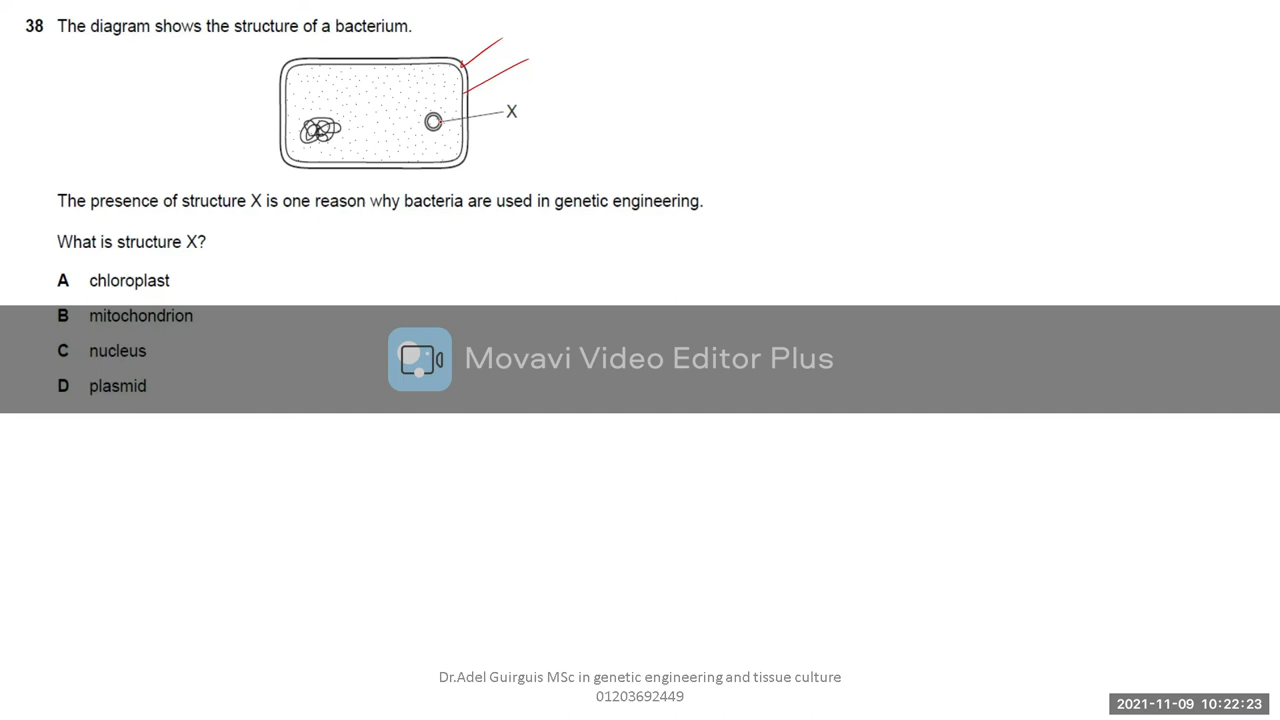 38 The diagram shows the structure of a bacterium.
X
The presence of structure X is one reason why bacteria are used in genetic engineering.
What is structure X?
A chloroplast
B mitochondrion
C nucleus
D plasmid
Movavi Video Editor Plus
Dr.Adel Guirguis MSc in genetic engineering and tissue culture
01203692449
2021-11-09 10:22:23